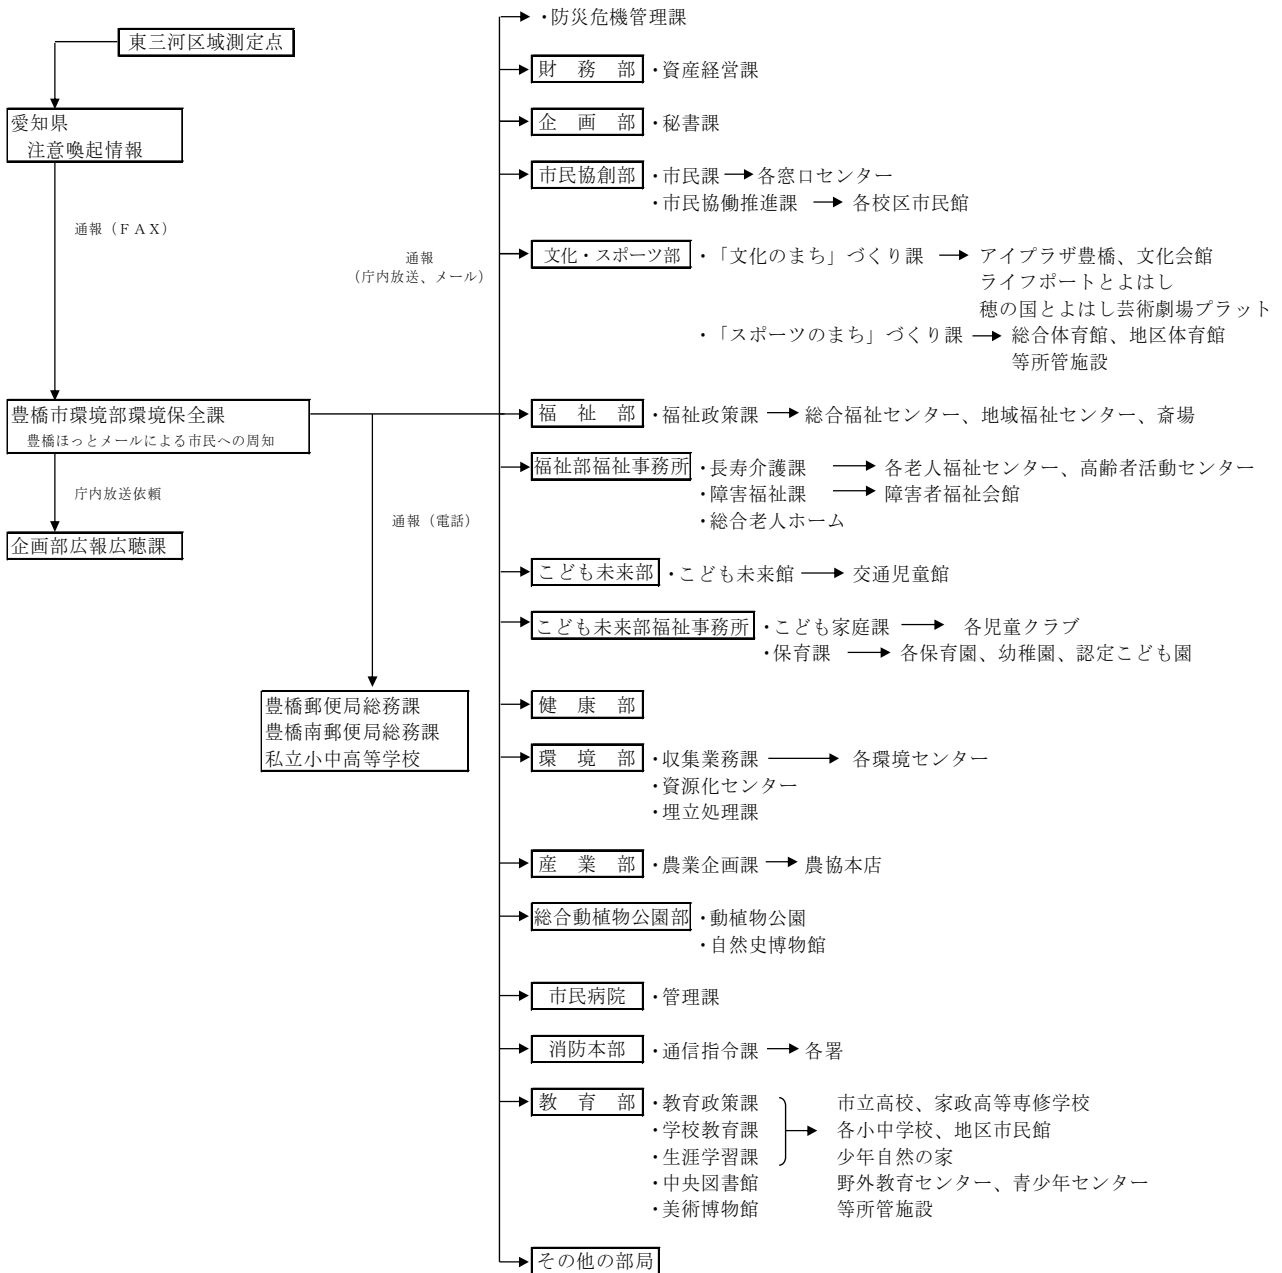 東三河区域測定点
愛知県
注意喚起情報
通報（ＦＡＸ）
豊橋市環境部環境保全課
豊橋ほっとメールによる市民への周知
庁内放送依頼
企画部広報広聴課
通報（電話）
豊橋郵便局総務課
豊橋南郵便局総務課
私立小中高等学校
通報
（庁内放送、メール）
・防災危機管理課
財　務　部 ・資産経営課
企　画　部 ・秘書課
市民協創部 ・市民課 → 各窓口センター
・市民協働推進課 → 各校区市民館
文化・スポーツ部 ・「文化のまち」づくり課 → アイプラザ豊橋、文化会館
ライフポートとよはし
穂の国とよはし芸術劇場プラット
・「スポーツのまち」づくり課 → 総合体育館、地区体育館
等所管施設
福　祉　部 ・福祉政策課 → 総合福祉センター、地域福祉センター、斎場
福祉部福祉事務所 ・長寿介護課 → 各老人福祉センター、高齢者活動センター
・障害福祉課 → 障害者福祉会館
・総合老人ホーム
こども未来部 ・こども未来館 → 交通児童館
こども未来部福祉事務所 ・こども家庭課 → 各児童クラブ
・保育課 → 各保育園、幼稚園、認定こども園
健　康　部
環　境　部 ・収集業務課 → 各環境センター
・資源化センター
・埋立処理課
産　業　部 ・農業企画課 → 農協本店
総合動植物公園部 ・動植物公園
・自然史博物館
市民病院 ・管理課
消防本部 ・通信指令課 → 各署
教　育　部 ・教育政策課 市立高校、家政高等専修学校
・学校教育課 → 各小中学校、地区市民館
・生涯学習課 少年自然の家
・中央図書館 野外教育センター、青少年センター
・美術博物館 等所管施設
その他の部局